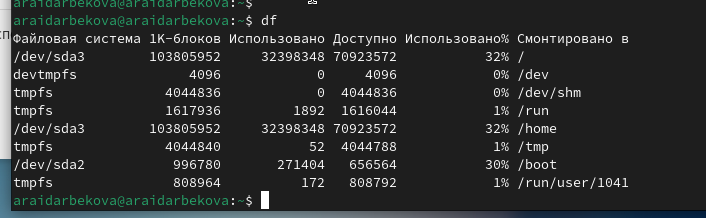 araidarbekova@araidarbekova:~$
araidarbekova@araidarbekova:~$ df
Файловая система 1K-блоков Использовано Доступно Использовано% Смонтировано в
/dev/sda3 103805952 32398348 70923572 32% /
devtmpfs 4096 0 4096 0% /dev
tmpfs 4044836 0 4044836 0% /dev/shm
tmpfs 1617936 1892 1616044 1% /run
/dev/sda3 103805952 32398348 70923572 32% /home
tmpfs 4044840 52 4044788 1% /tmp
/dev/sda2 996780 271404 656564 30% /boot
tmpfs 808964 172 808792 1% /run/user/1041
araidarbekova@araidarbekova:~$